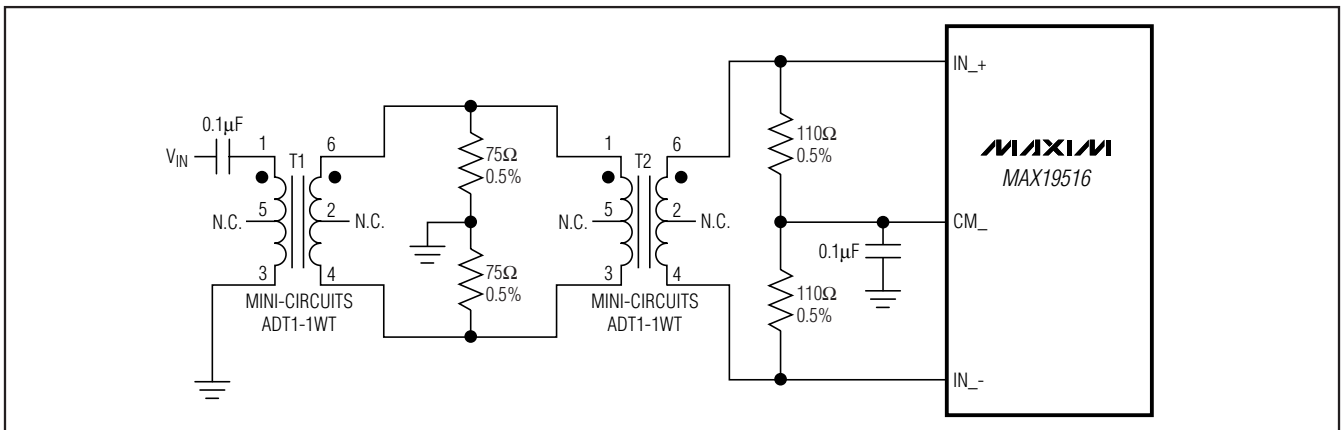 0.1μF
V_IN
1
T1
6
5
2
N.C.
N.C.
3
4
MINI-CIRCUITS
ADT1-1WT
75Ω
0.5%
75Ω
0.5%
1
T2
6
5
2
N.C.
N.C.
3
4
MINI-CIRCUITS
ADT1-1WT
110Ω
0.5%
110Ω
0.5%
0.1μF
IN_+
MAXIM
MAX19516
CM_
IN_-